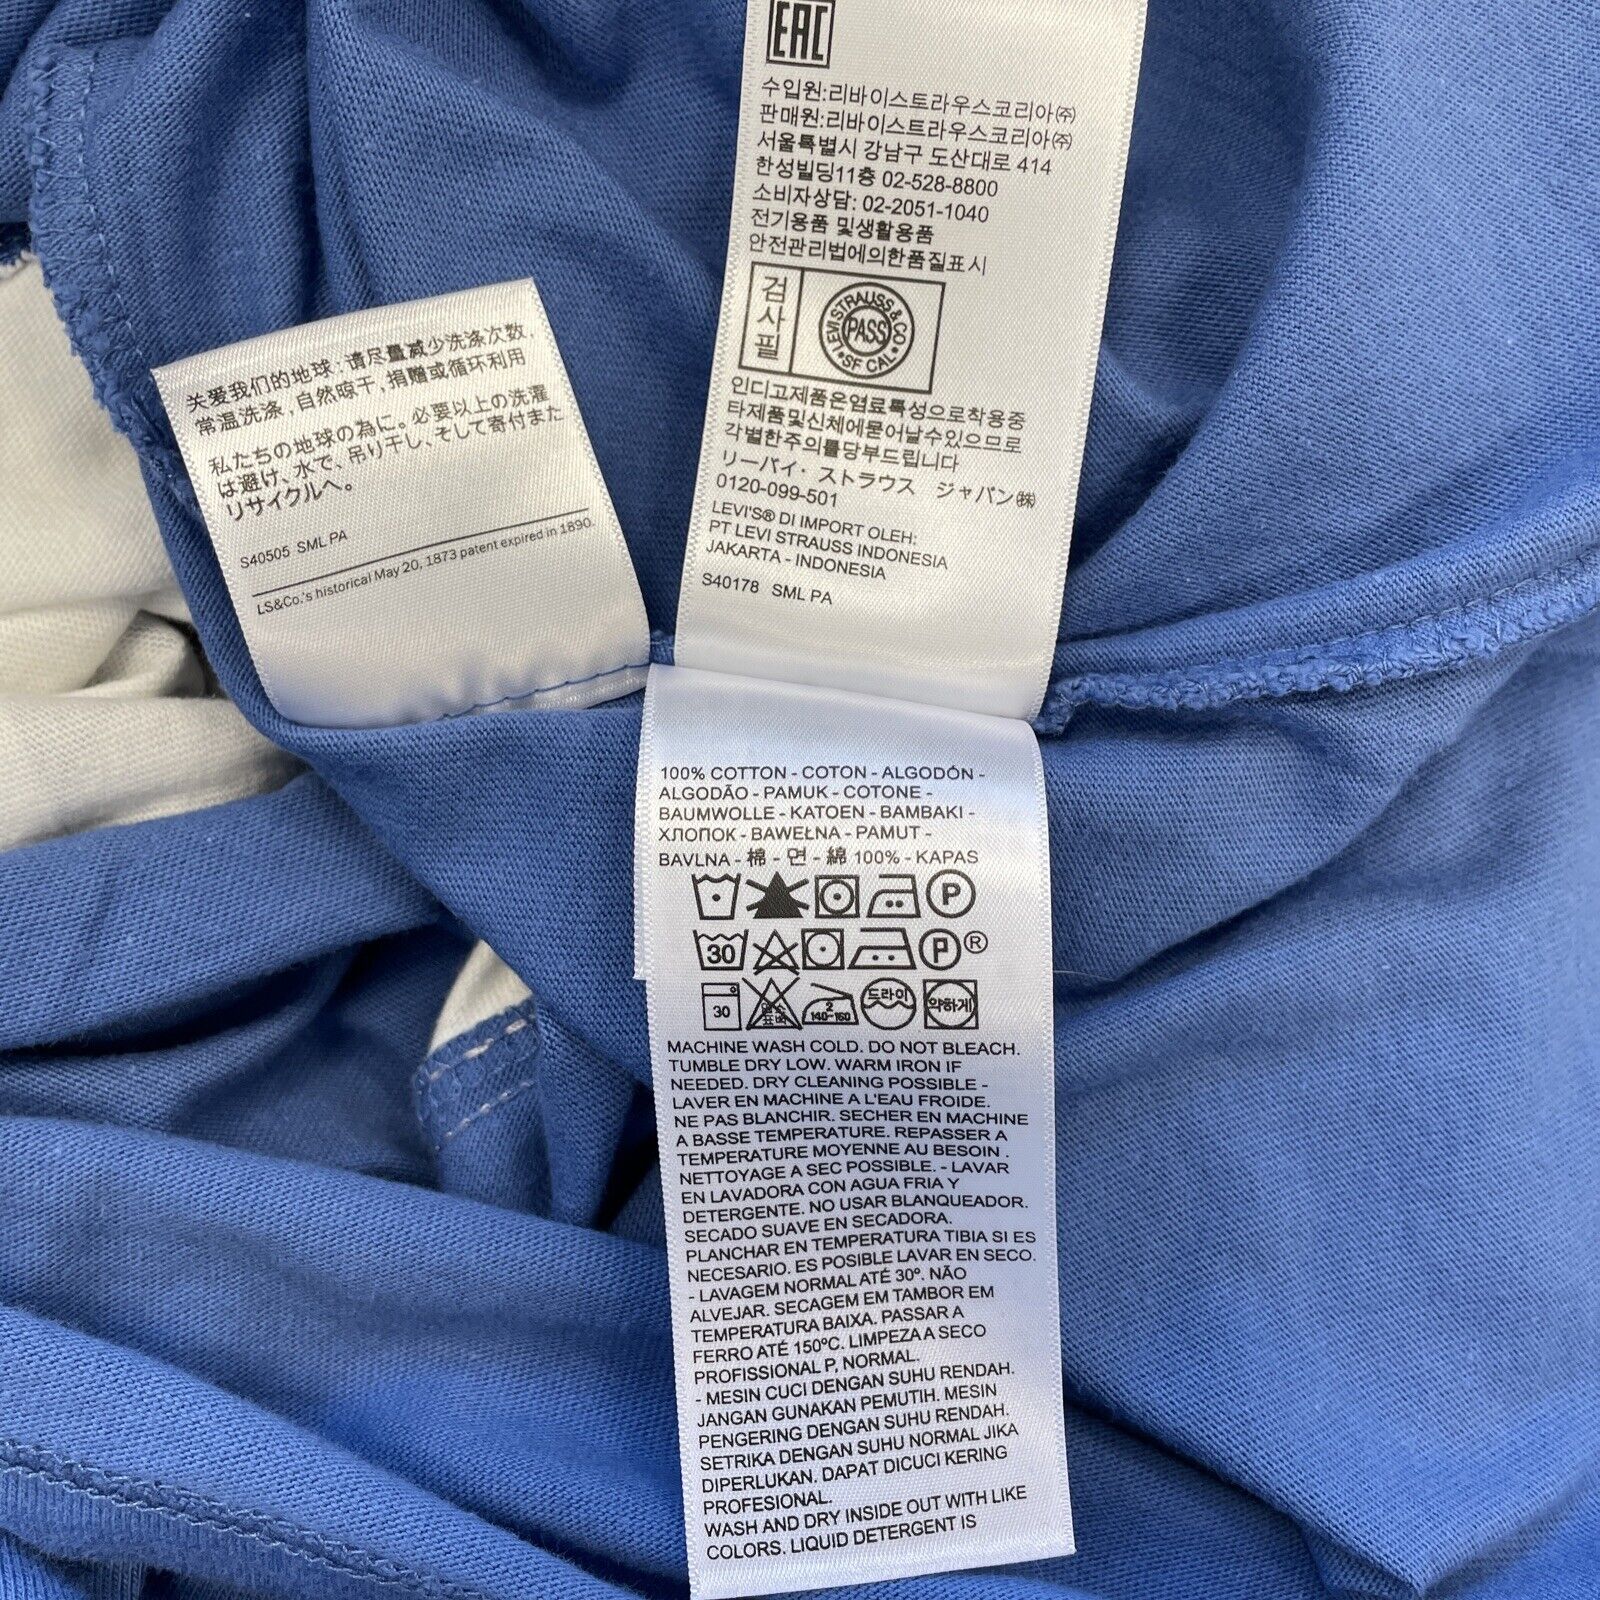 EAC
수입원:리바이스트라우스코리아㈜
판매원:리바이스트라우스코리아㈜
서울특별시 강남구 도산대로 414
한성빌딩11층 02-528-8800
소비자상담: 02-2051-1040
전기용품 및생활용품
안전관리법에의한품질표시
검사필
LEVI STRAUSS & CO
PASS
SF CAL
인디고제품은염료특성으로착용중
타제품및신체에묻어날수있으므로
각별한주의를당부드립니다
リーバイ・ストラウス ジャパン㈱
0120-099-501
LEVI'S® DI IMPORT OLEH:
PT LEVI STRAUSS INDONESIA
JAKARTA - INDONESIA
S40178 SML PA
关爱我们的地球:请尽量减少洗涤次数,
常温洗涤,自然晾干,捐赠或循环利用
私たちの地球の為に。必要以上の洗濯
は避け、水で、吊り干し、そして寄付また
リサイクルへ。
S40505 SML PA
LS&Co.'s historical May 20, 1873 patent expired in 1890.
100% COTTON - COTON - ALGODÓN -
ALGODÃO - PAMUK - COTONE -
BAUMWOLLE - KATOEN - BAMBAKI -
ХЛОПОК - BAWEŁNA - PAMUT -
BAVLNA - 棉 - 면 - 綿 100% - KAPAS
P
30 P ®
30 염소표백 2 140-160 드라이 약하게
MACHINE WASH COLD. DO NOT BLEACH.
TUMBLE DRY LOW. WARM IRON IF
NEEDED. DRY CLEANING POSSIBLE -
LAVER EN MACHINE A L'EAU FROIDE.
NE PAS BLANCHIR. SECHER EN MACHINE
A BASSE TEMPERATURE. REPASSER A
TEMPERATURE MOYENNE AU BESOIN .
NETTOYAGE A SEC POSSIBLE. - LAVAR
EN LAVADORA CON AGUA FRIA Y
DETERGENTE. NO USAR BLANQUEADOR.
SECADO SUAVE EN SECADORA.
PLANCHAR EN TEMPERATURA TIBIA SI ES
NECESARIO. ES POSIBLE LAVAR EN SECO.
- LAVAGEM NORMAL ATÉ 30º. NÃO
ALVEJAR. SECAGEM EM TAMBOR EM
TEMPERATURA BAIXA. PASSAR A
FERRO ATÉ 150ºC. LIMPEZA A SECO
PROFISSIONAL P, NORMAL.
- MESIN CUCI DENGAN SUHU RENDAH.
JANGAN GUNAKAN PEMUTIH. MESIN
PENGERING DENGAN SUHU RENDAH.
SETRIKA DENGAN SUHU NORMAL JIKA
DIPERLUKAN. DAPAT DICUCI KERING
PROFESIONAL.
WASH AND DRY INSIDE OUT WITH LIKE
COLORS. LIQUID DETERGENT IS